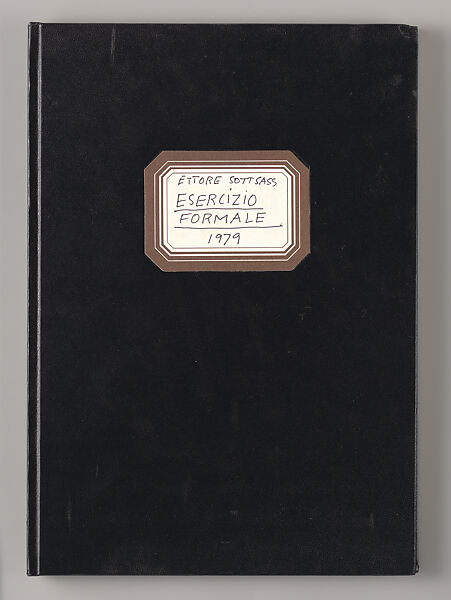 ETTORE SOTTSASS
ESERCIZIO
FORMALE
1979